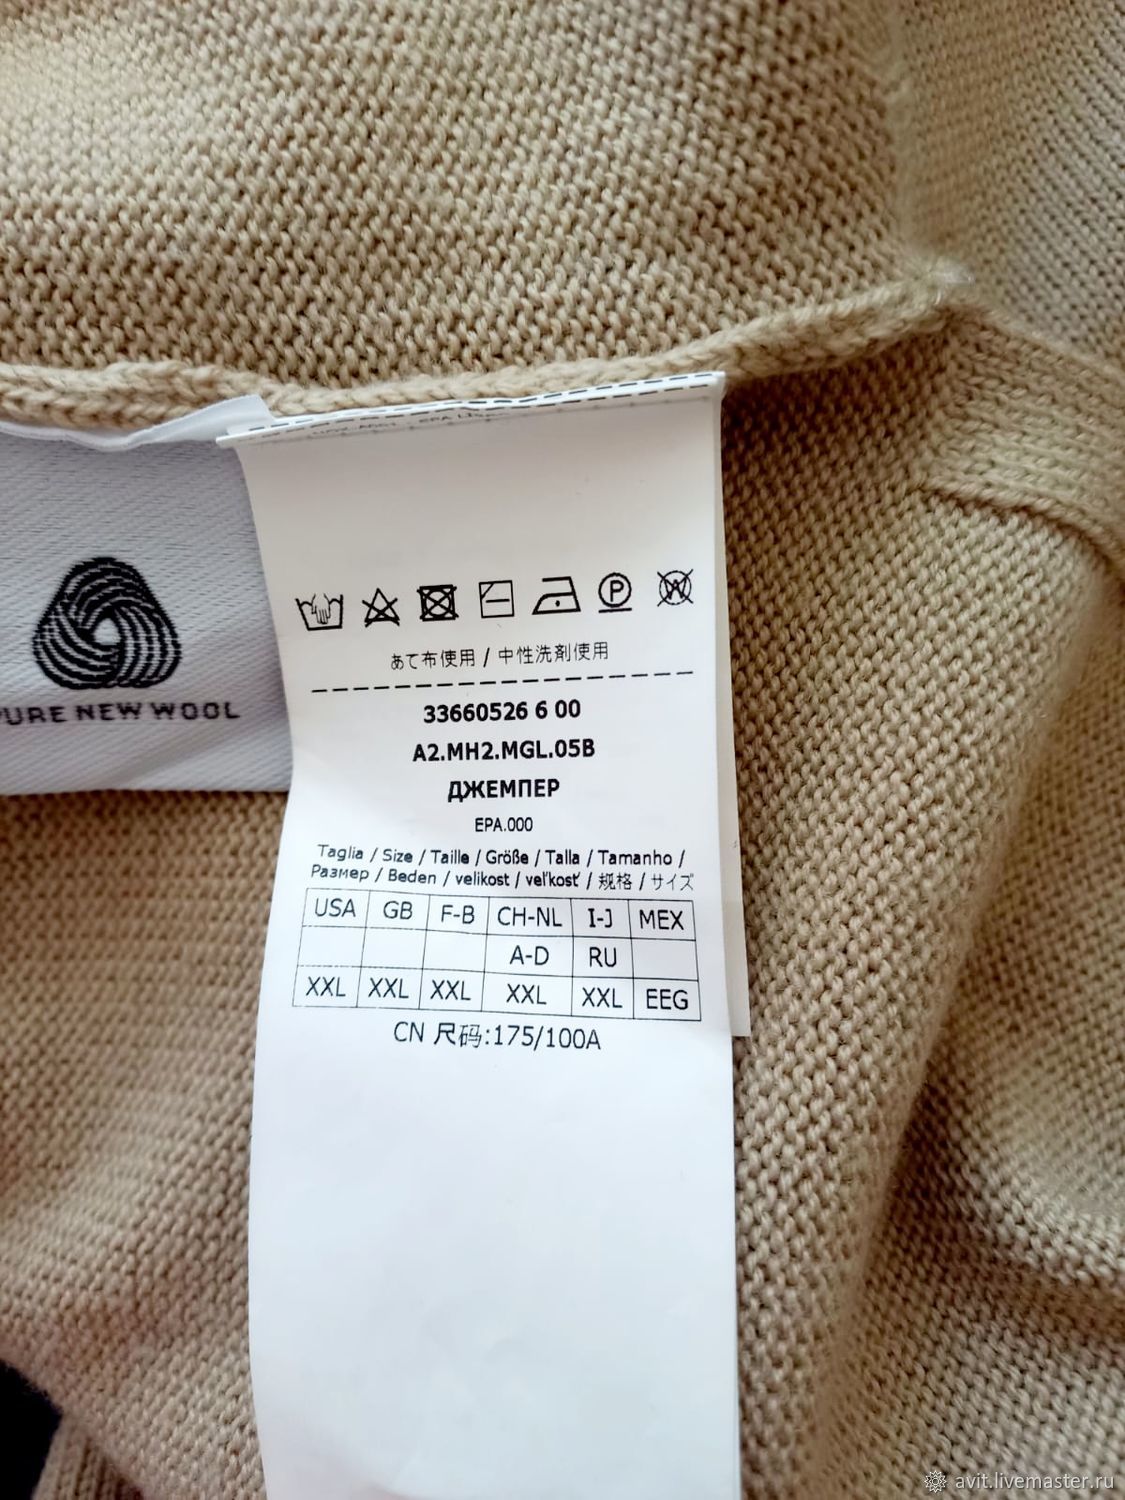 PURE NEW WOOL
P
W
あて布使用 / 中性洗剤使用
33660526 6 00
A2.MH2.MGL.05B
ДЖЕМПЕР
EPA.000
Taglia / Size / Taille / Größe / Talla / Tamanho /
Размер / Beden / velikost / veľkosť / 规格 / サイズ
USA GB F-B CH-NL I-J MEX
A-D RU
XXL XXL XXL XXL XXL EEG
CN 尺码:175/100A
avit.livemaster.ru